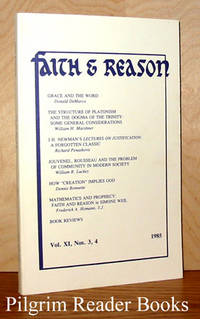 faith & REASON
GRACE AND THE WORD
Donald DeMarco
THE STRUCTURE OF PLATONISM
AND THE DOGMA OF THE TRINITY:
SOME GENERAL CONSIDERATIONS
William H. Marshner
J.H. NEWMAN'S LECTURES ON JUSTIFICATION:
A FORGOTTEN CLASSIC
Richard Penaskovic
JOUVENEL, ROUSSEAU AND THE PROBLEM
OF COMMUNITY IN MODERN SOCIETY
William R. Luckey
HOW "CREATION" IMPLIES GOD
Dennis Bonnette
MATHEMATICS AND PROPHECY:
FAITH AND REASON in SIMONE WEIL
Frederick A. Homann, S.J.
BOOK REVIEWS
Vol. XI, Nos. 3, 4
1985
Pilgrim Reader Books